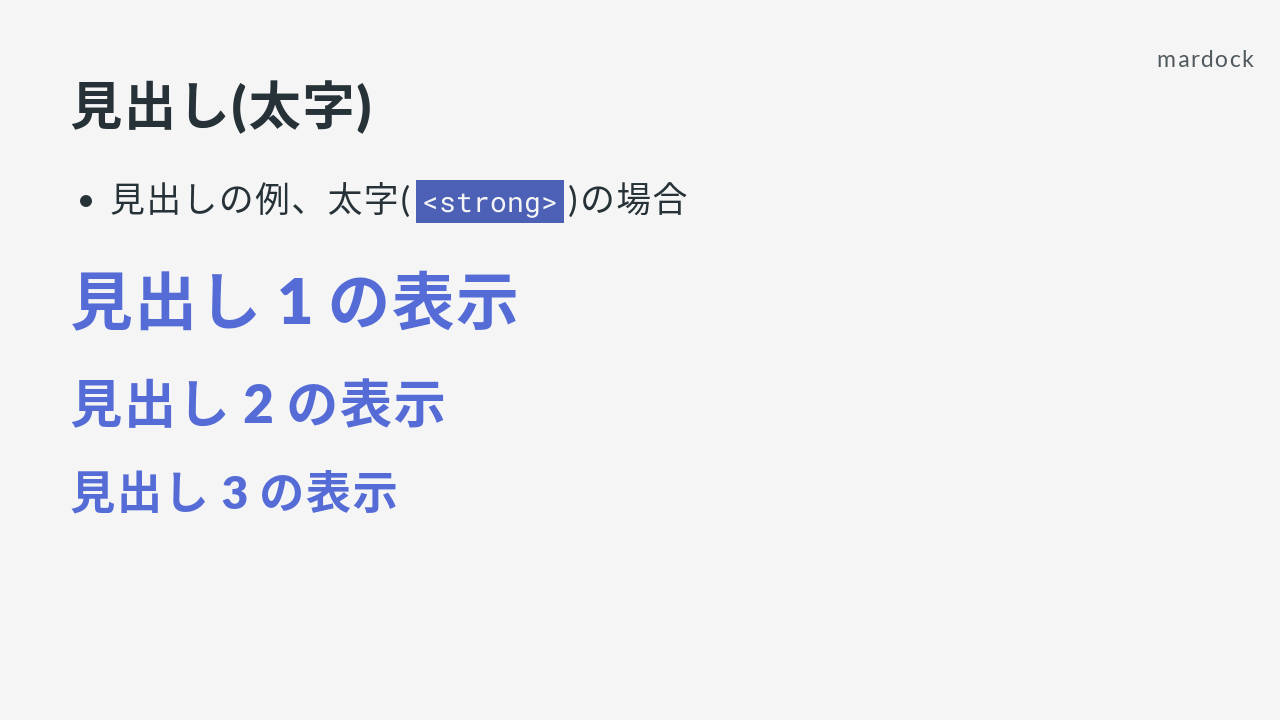 mardock
見出し(太字)
• 見出しの例、太字(<strong>)の場合
見出し 1 の表示
見出し 2 の表示
見出し 3 の表示